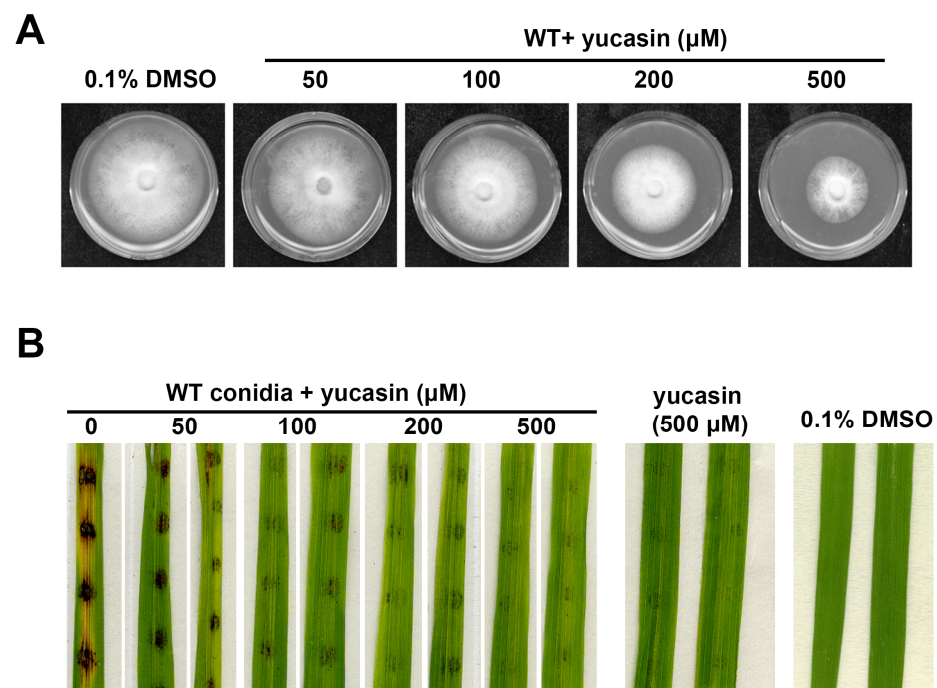 A
WT+ yucasin (µM)
0.1% DMSO
50
100
200
500
B
WT conidia + yucasin (µM)
0
50
100
200
500
yucasin
(500 µM)
0.1% DMSO